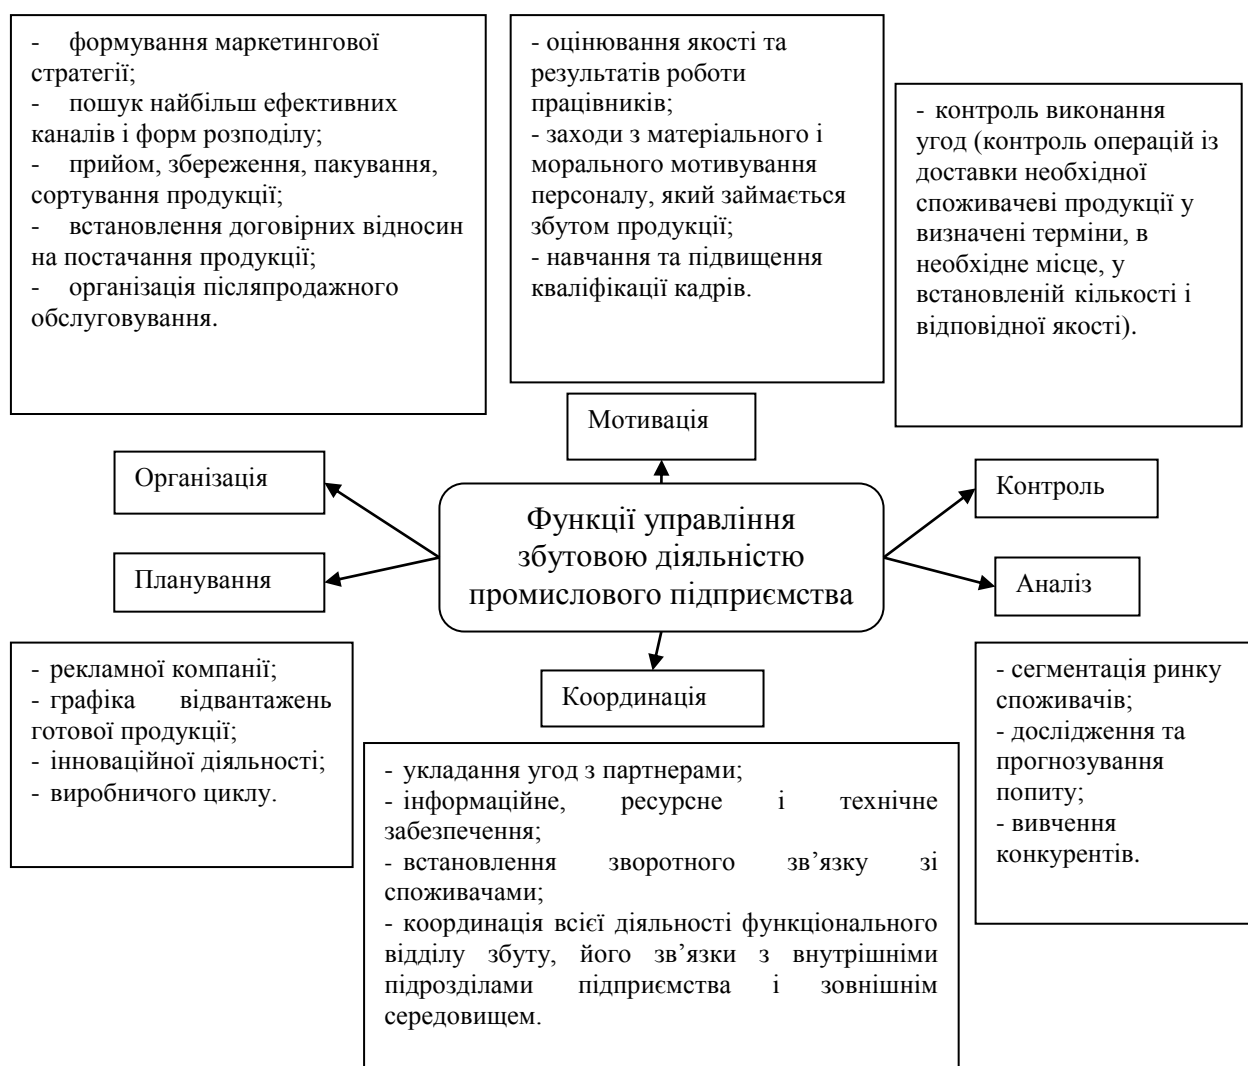 - формування маркетингової
стратегії;
- пошук найбільш ефективних
каналів і форм розподілу;
- прийом, збереження, пакування,
сортування продукції;
- встановлення договірних відносин
на постачання продукції;
- організація післяпродажного
обслуговування.
- оцінювання якості та
результатів роботи
працівників;
- заходи з матеріального і
морального мотивування
персоналу, який займається
збутом продукції;
- навчання та підвищення
кваліфікації кадрів.
- контроль виконання
угод (контроль операцій із
доставки необхідної
споживачеві продукції у
визначені терміни, в
необхідне місце, у
встановленій кількості і
відповідної якості).
Мотивація
Організація
Контроль
Функції управління
збутовою діяльністю
промислового підприємства
Планування
Аналіз
Координація
- рекламної компанії;
- графіка відвантажень
готової продукції;
- інноваційної діяльності;
- виробничого циклу.
- укладання угод з партнерами;
- інформаційне, ресурсне і технічне
забезпечення;
- встановлення зворотного зв’язку зі
споживачами;
- координація всієї діяльності функціонального
відділу збуту, його зв’язки з внутрішніми
підрозділами підприємства і зовнішнім
середовищем.
- сегментація ринку
споживачів;
- дослідження та
прогнозування
попиту;
- вивчення
конкурентів.